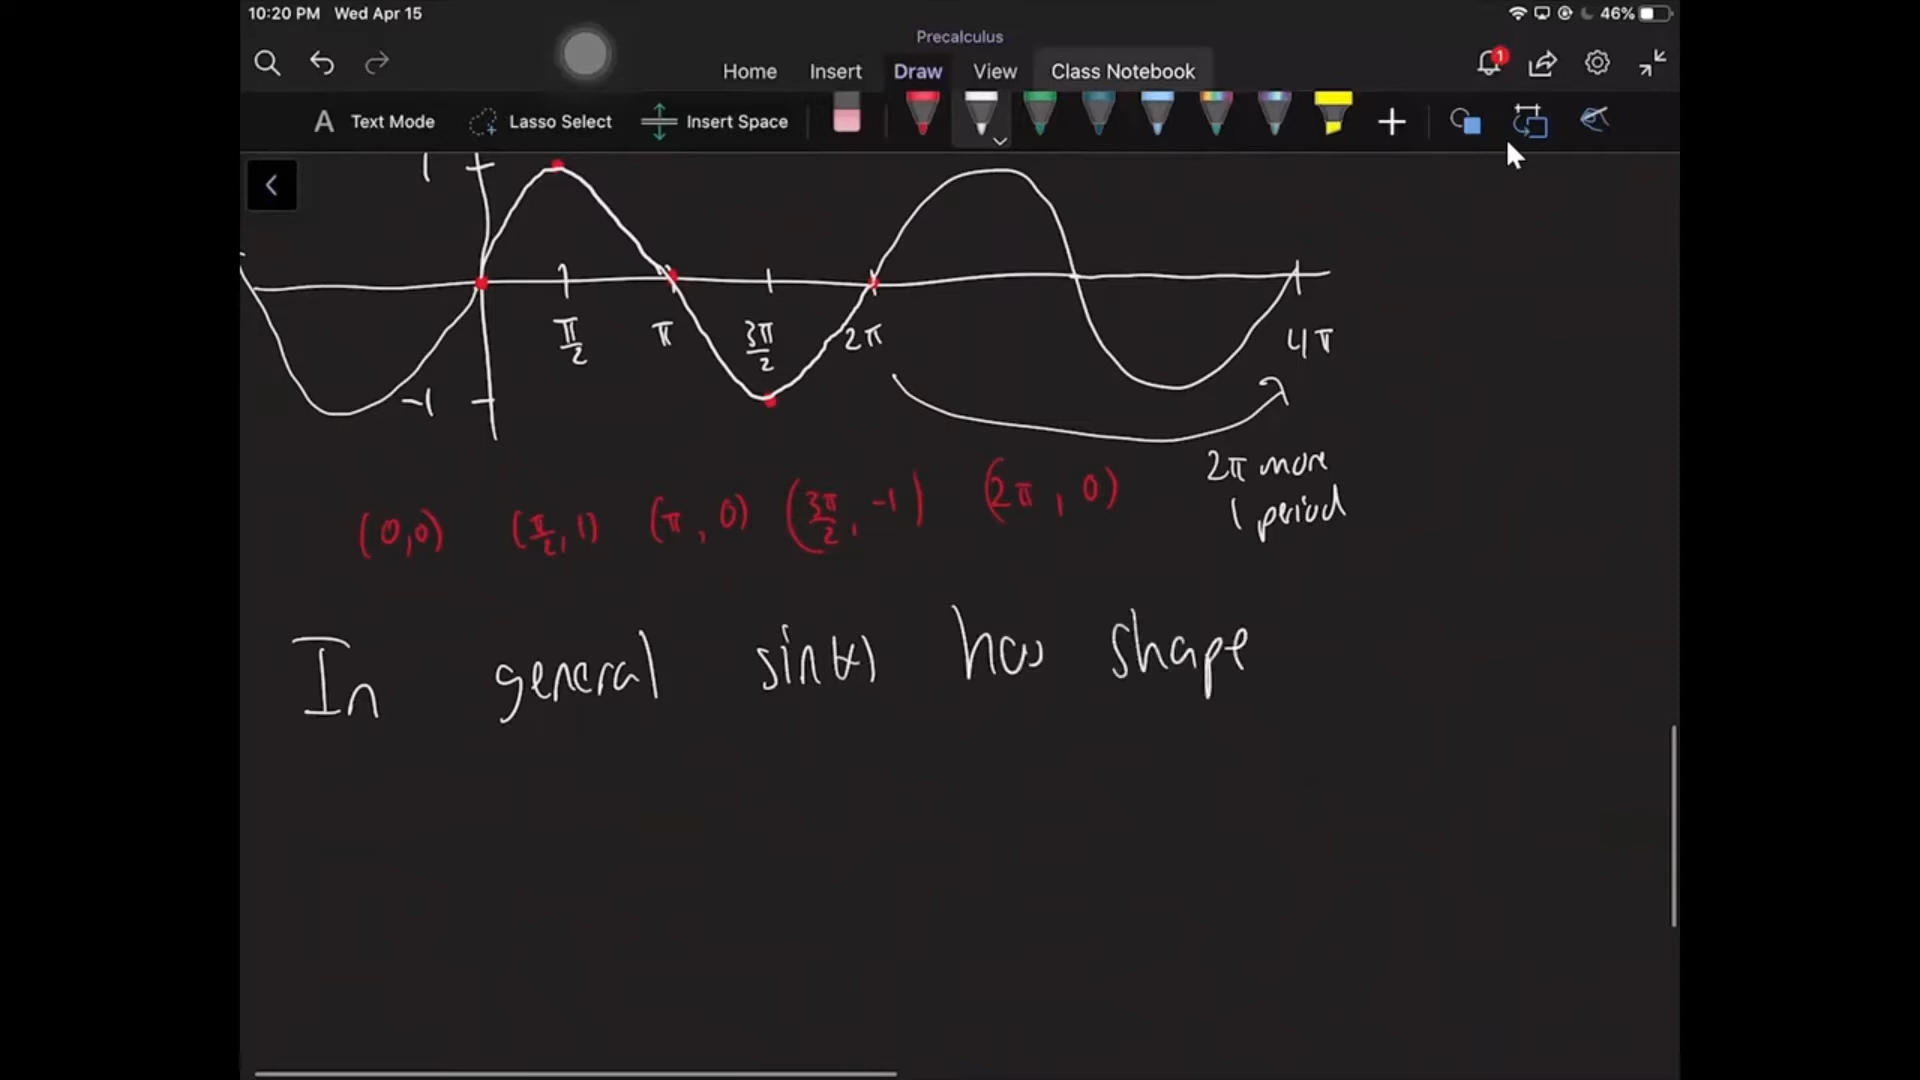 10:20 PM Wed Apr 15
46%
Precalculus
1
Home Insert Draw View Class Notebook
A Text Mode Lasso Select Insert Space
1
π/2 π 3π/2 2π 4π
-1
2π more
1 period
(0,0) (π/2, 1) (π, 0) (3π/2, -1) (2π, 0)
In general sin(x) has shape